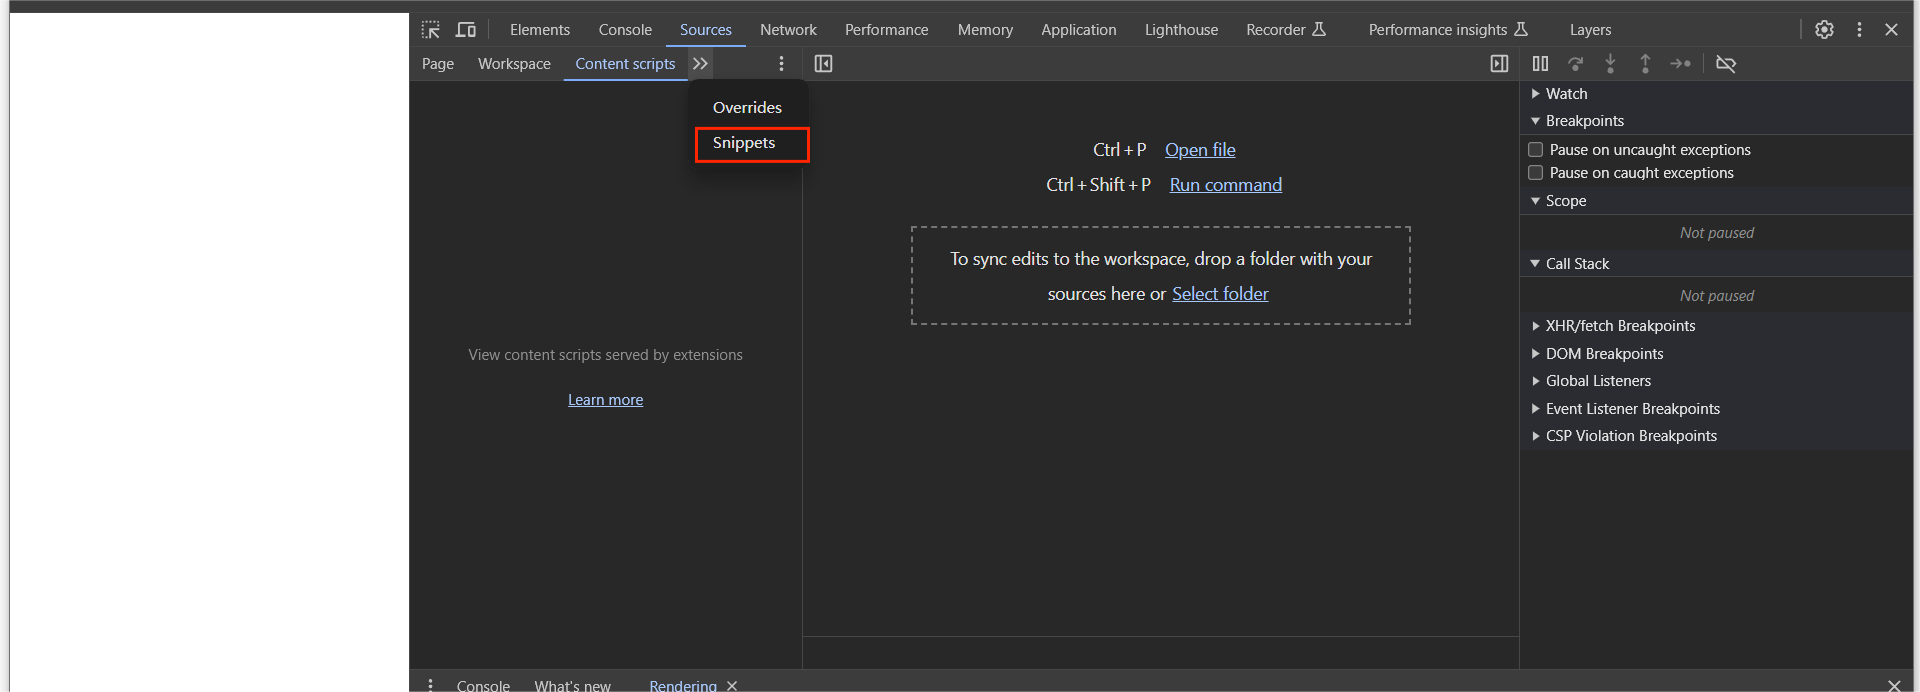 Elements Console Sources Network Performance Memory Application Lighthouse Recorder Performance insights Layers
Page Workspace Content scripts
Overrides
Snippets
View content scripts served by extensions
Learn more
Ctrl + P Open file
Ctrl + Shift + P Run command
To sync edits to the workspace, drop a folder with your
sources here or Select folder
Watch
Breakpoints
Pause on uncaught exceptions
Pause on caught exceptions
Scope
Not paused
Call Stack
Not paused
XHR/fetch Breakpoints
DOM Breakpoints
Global Listeners
Event Listener Breakpoints
CSP Violation Breakpoints
Console What's new Rendering